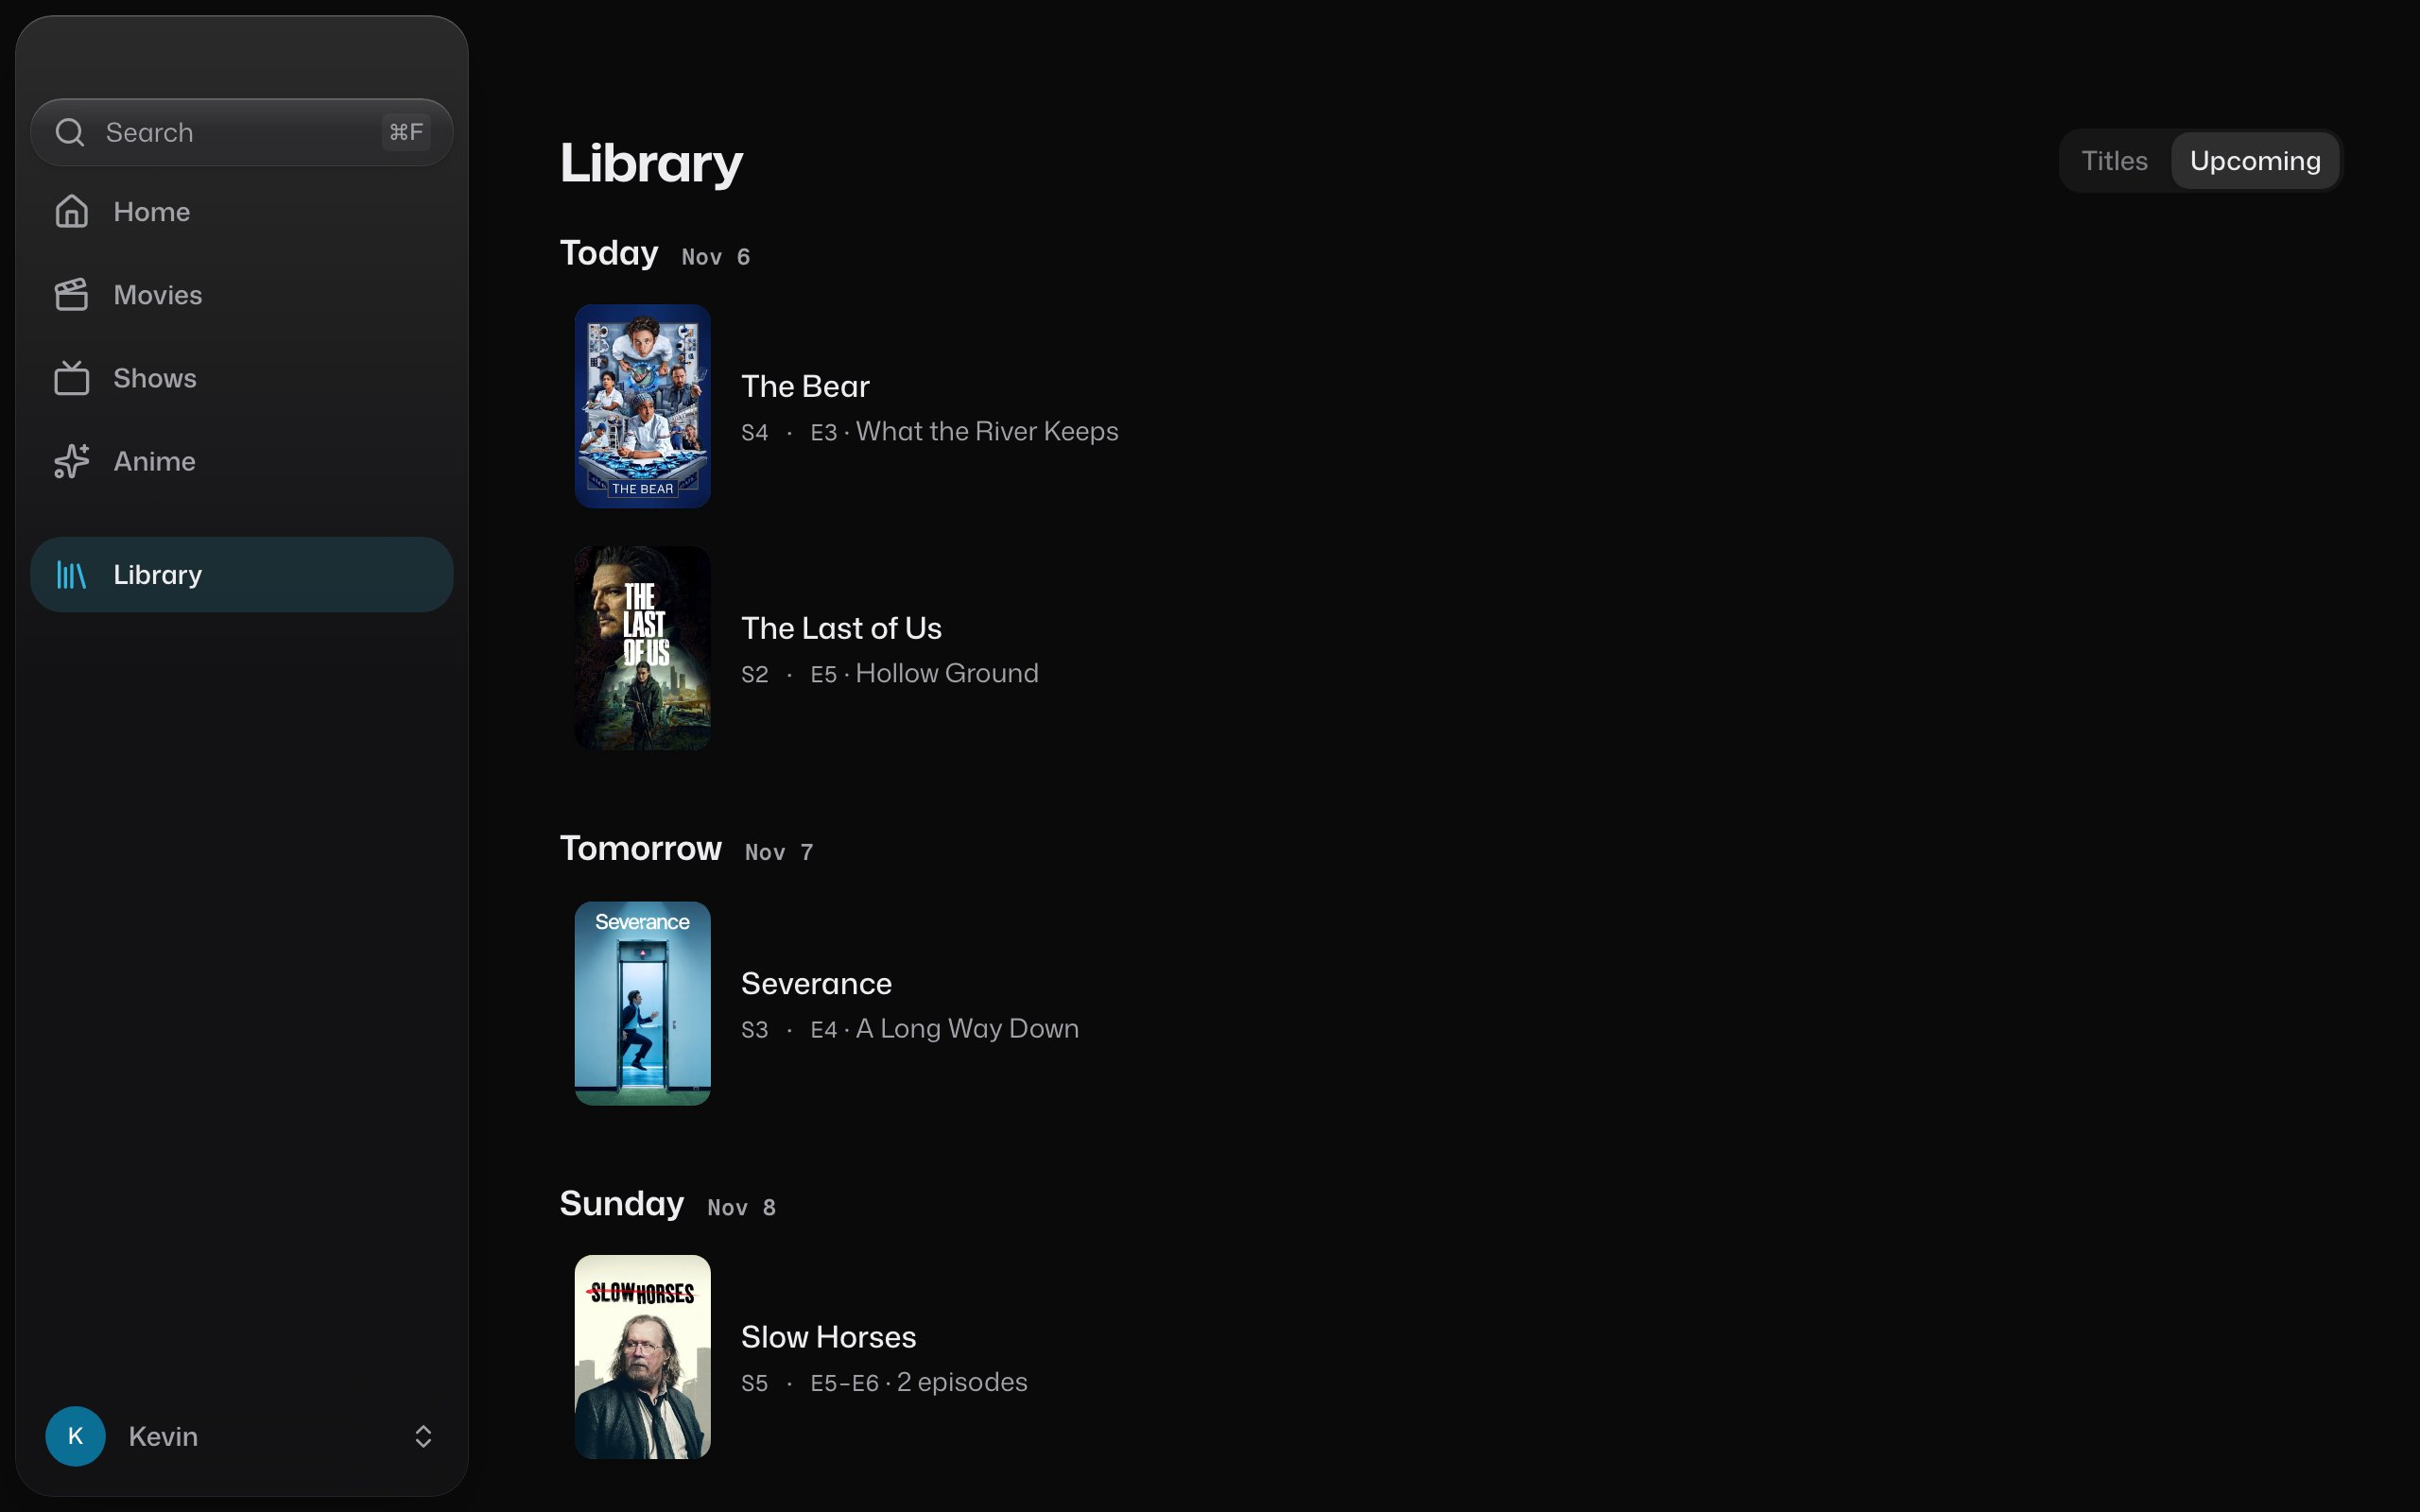 Search ⌘F
Home
Movies
Shows
Anime
Library
K Kevin
Library
Titles Upcoming
Today Nov 6
THE BEAR
The Bear
S4 · E3 · What the River Keeps
THE
LAST
OF US
The Last of Us
S2 · E5 · Hollow Ground
Tomorrow Nov 7
Severance
Severance
S3 · E4 · A Long Way Down
Sunday Nov 8
SLOW HORSES
Slow Horses
S5 · E5–E6 · 2 episodes